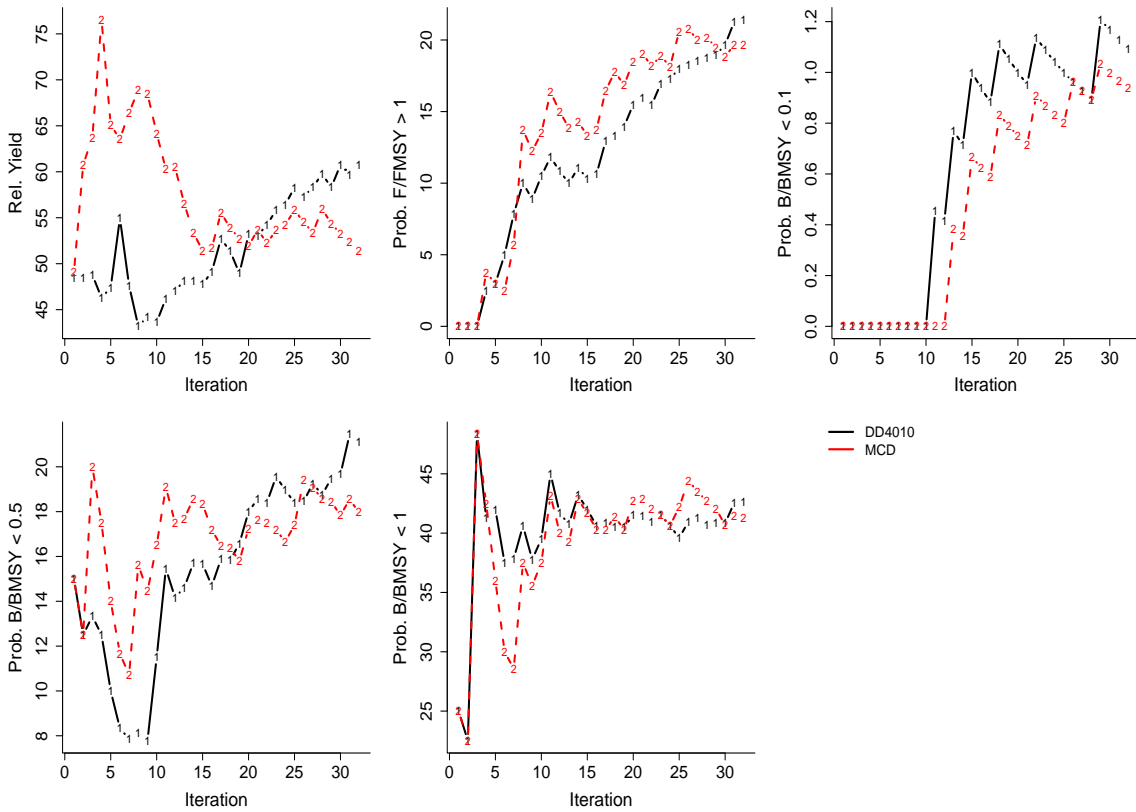 Rel. Yield
45 50 55 60 65 70 75
0 5 10 15 20 25 30
Iteration
Prob. F/FMSY > 1
0 5 10 15 20
0 5 10 15 20 25 30
Iteration
Prob. B/BMSY < 0.1
0.0 0.2 0.4 0.6 0.8 1.0 1.2
0 5 10 15 20 25 30
Iteration
Prob. B/BMSY < 0.5
8 10 12 14 16 18 20
0 5 10 15 20 25 30
Iteration
Prob. B/BMSY < 1
25 30 35 40 45
0 5 10 15 20 25 30
Iteration
DD4010
MCD